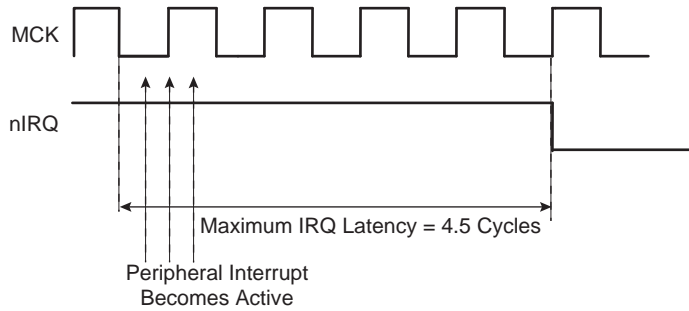 MCK
nIRQ
Maximum IRQ Latency = 4.5 Cycles
Peripheral Interrupt
Becomes Active